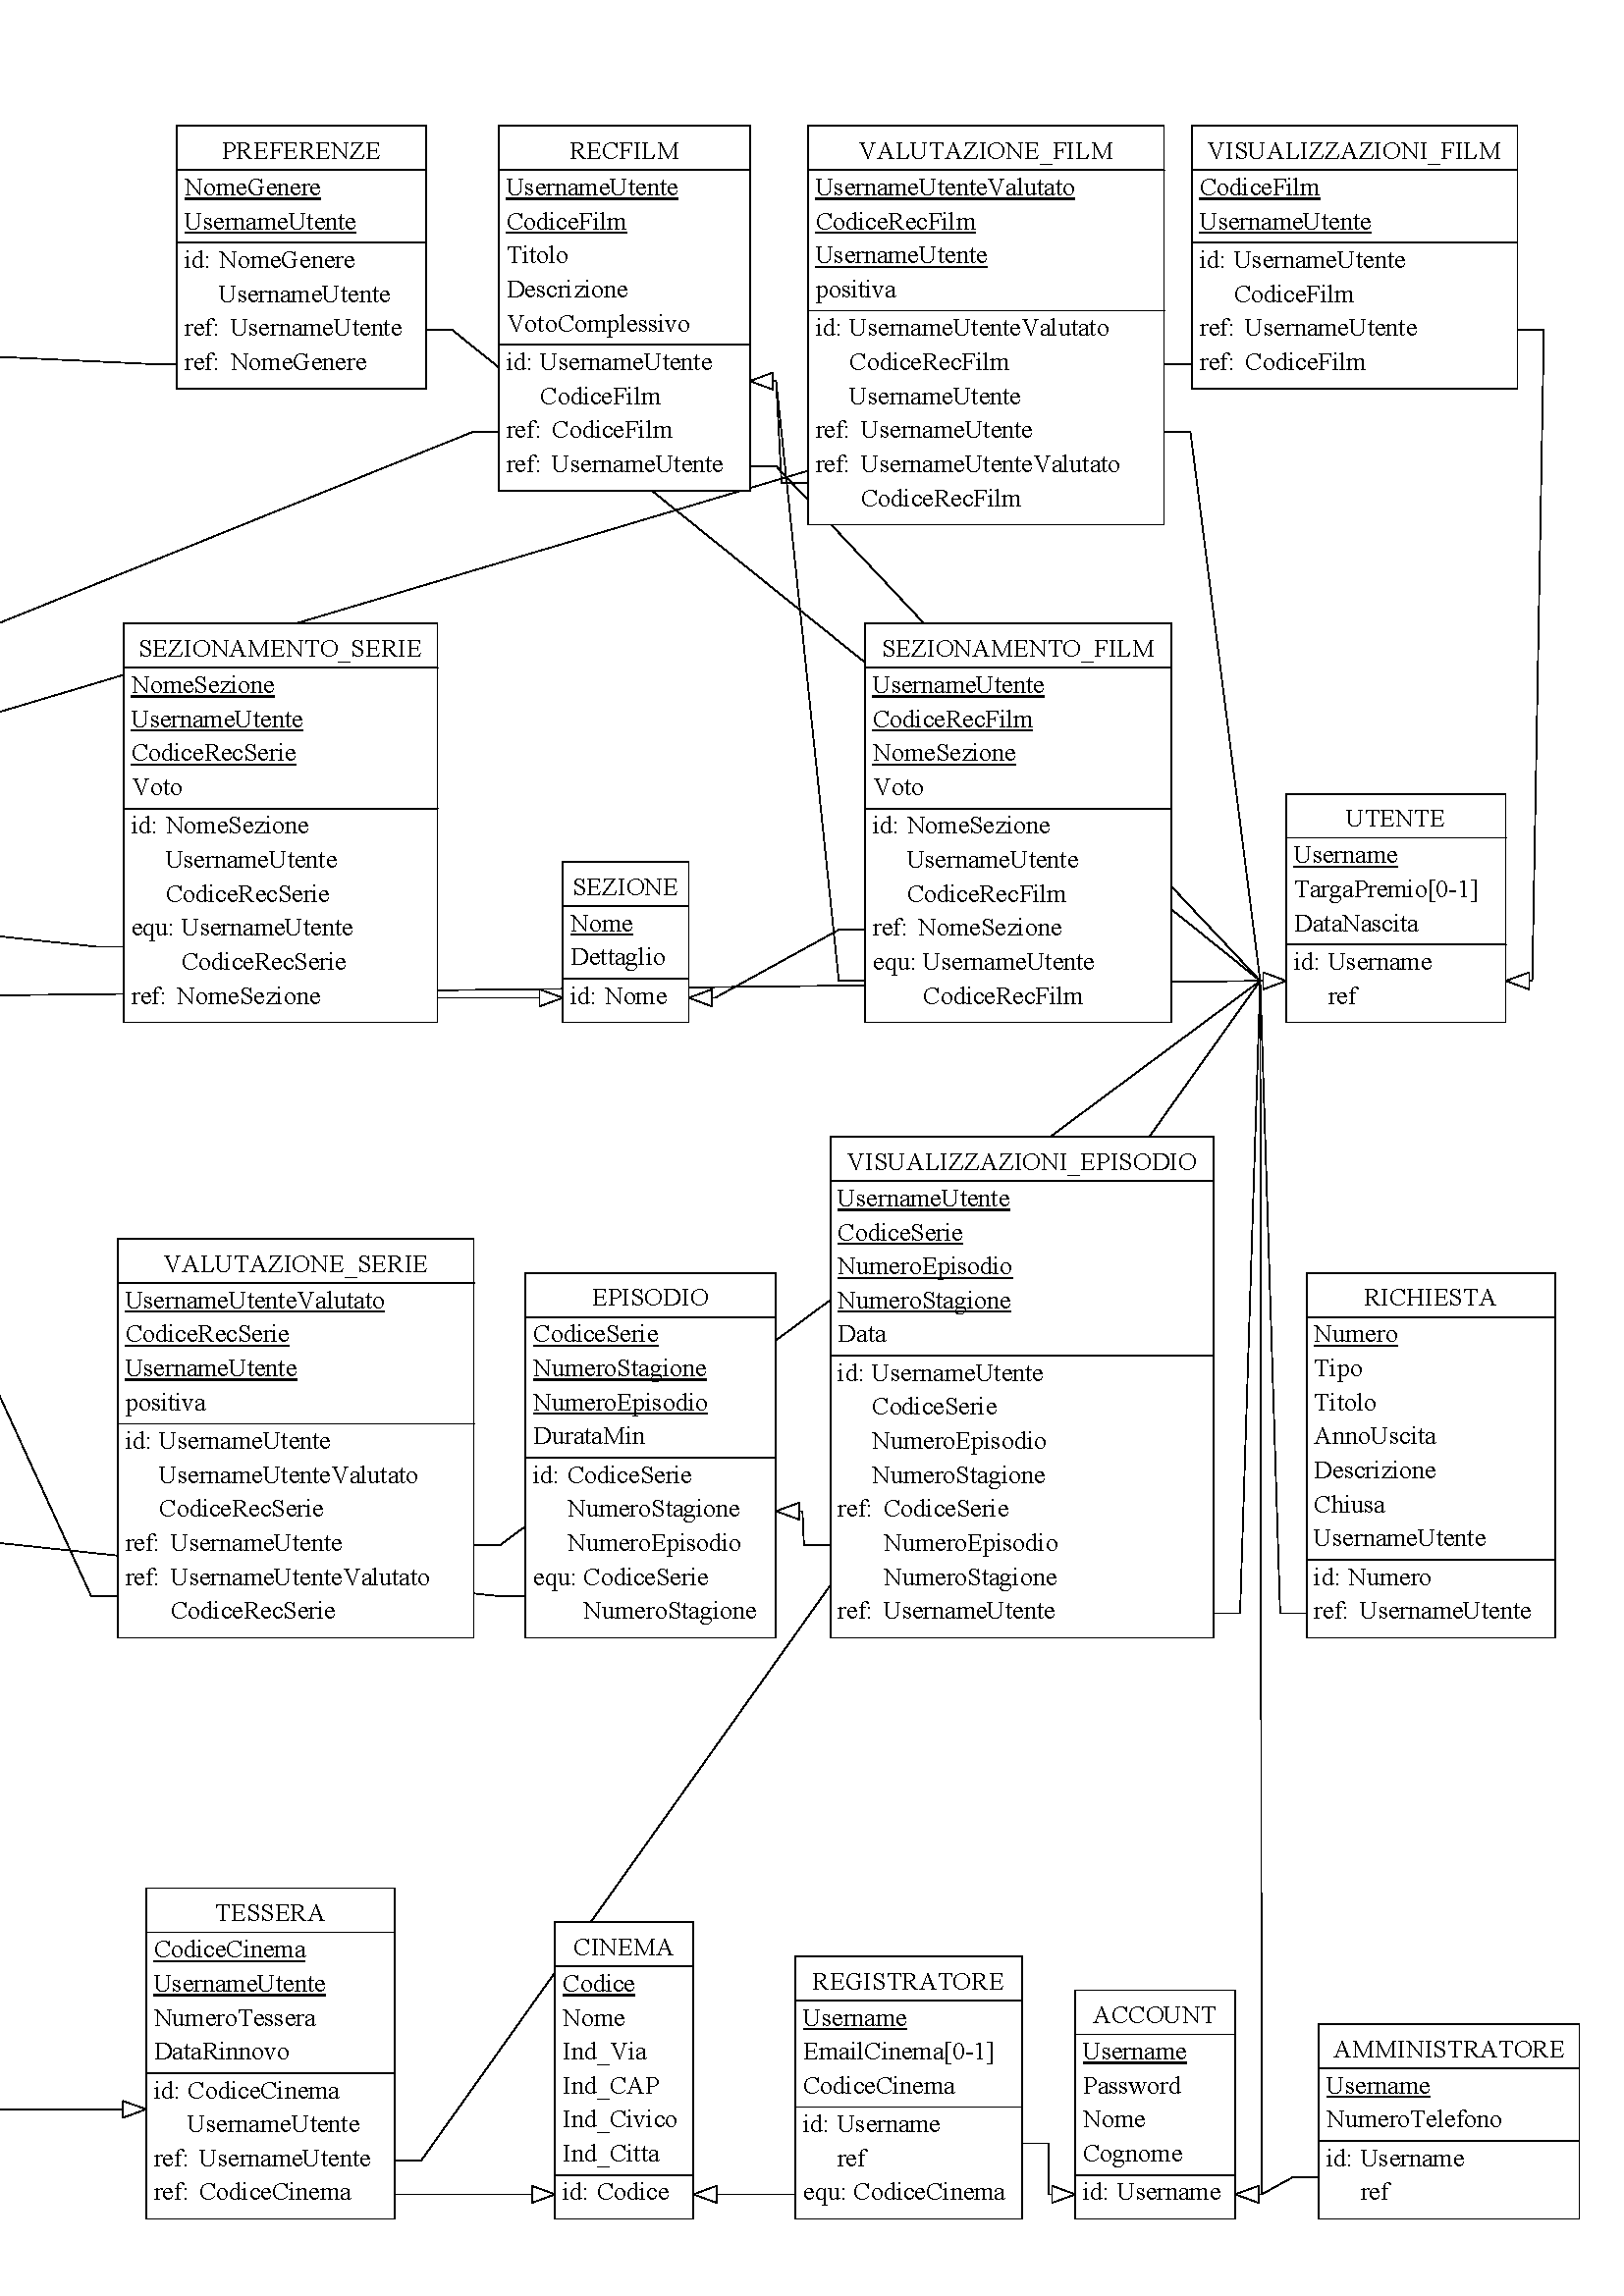 PREFERENZE
NomeGenere
UsernameUtente
id: NomeGenere
UsernameUtente
ref: UsernameUtente
ref: NomeGenere
RECFILM
UsernameUtente
CodiceFilm
Titolo
Descrizione
VotoComplessivo
id: UsernameUtente
CodiceFilm
ref: CodiceFilm
ref: UsernameUtente
VALUTAZIONE_FILM
UsernameUtenteValutato
CodiceRecFilm
UsernameUtente
positiva
id: UsernameUtenteValutato
CodiceRecFilm
UsernameUtente
ref: UsernameUtente
ref: UsernameUtenteValutato
CodiceRecFilm
VISUALIZZAZIONI_FILM
CodiceFilm
UsernameUtente
id: UsernameUtente
CodiceFilm
ref: UsernameUtente
ref: CodiceFilm
SEZIONAMENTO_SERIE
NomeSezione
UsernameUtente
CodiceRecSerie
Voto
id: NomeSezione
UsernameUtente
CodiceRecSerie
equ: UsernameUtente
CodiceRecSerie
ref: NomeSezione
SEZIONE
Nome
Dettaglio
id: Nome
SEZIONAMENTO_FILM
UsernameUtente
CodiceRecFilm
NomeSezione
Voto
id: NomeSezione
UsernameUtente
CodiceRecFilm
ref: NomeSezione
equ: UsernameUtente
CodiceRecFilm
UTENTE
Username
TargaPremio[0-1]
DataNascita
id: Username
ref
VALUTAZIONE_SERIE
UsernameUtenteValutato
CodiceRecSerie
UsernameUtente
positiva
id: UsernameUtente
UsernameUtenteValutato
CodiceRecSerie
ref: UsernameUtente
ref: UsernameUtenteValutato
CodiceRecSerie
EPISODIO
CodiceSerie
NumeroStagione
NumeroEpisodio
DurataMin
id: CodiceSerie
NumeroStagione
NumeroEpisodio
equ: CodiceSerie
NumeroStagione
VISUALIZZAZIONI_EPISODIO
UsernameUtente
CodiceSerie
NumeroEpisodio
NumeroStagione
Data
id: UsernameUtente
CodiceSerie
NumeroEpisodio
NumeroStagione
ref: CodiceSerie
NumeroEpisodio
NumeroStagione
ref: UsernameUtente
RICHIESTA
Numero
Tipo
Titolo
AnnoUscita
Descrizione
Chiusa
UsernameUtente
id: Numero
ref: UsernameUtente
TESSERA
CodiceCinema
UsernameUtente
NumeroTessera
DataRinnovo
id: CodiceCinema
UsernameUtente
ref: UsernameUtente
ref: CodiceCinema
CINEMA
Codice
Nome
Ind_Via
Ind_CAP
Ind_Civico
Ind_Citta
id: Codice
REGISTRATORE
Username
EmailCinema[0-1]
CodiceCinema
id: Username
ref
equ: CodiceCinema
ACCOUNT
Username
Password
Nome
Cognome
id: Username
AMMINISTRATORE
Username
NumeroTelefono
id: Username
ref